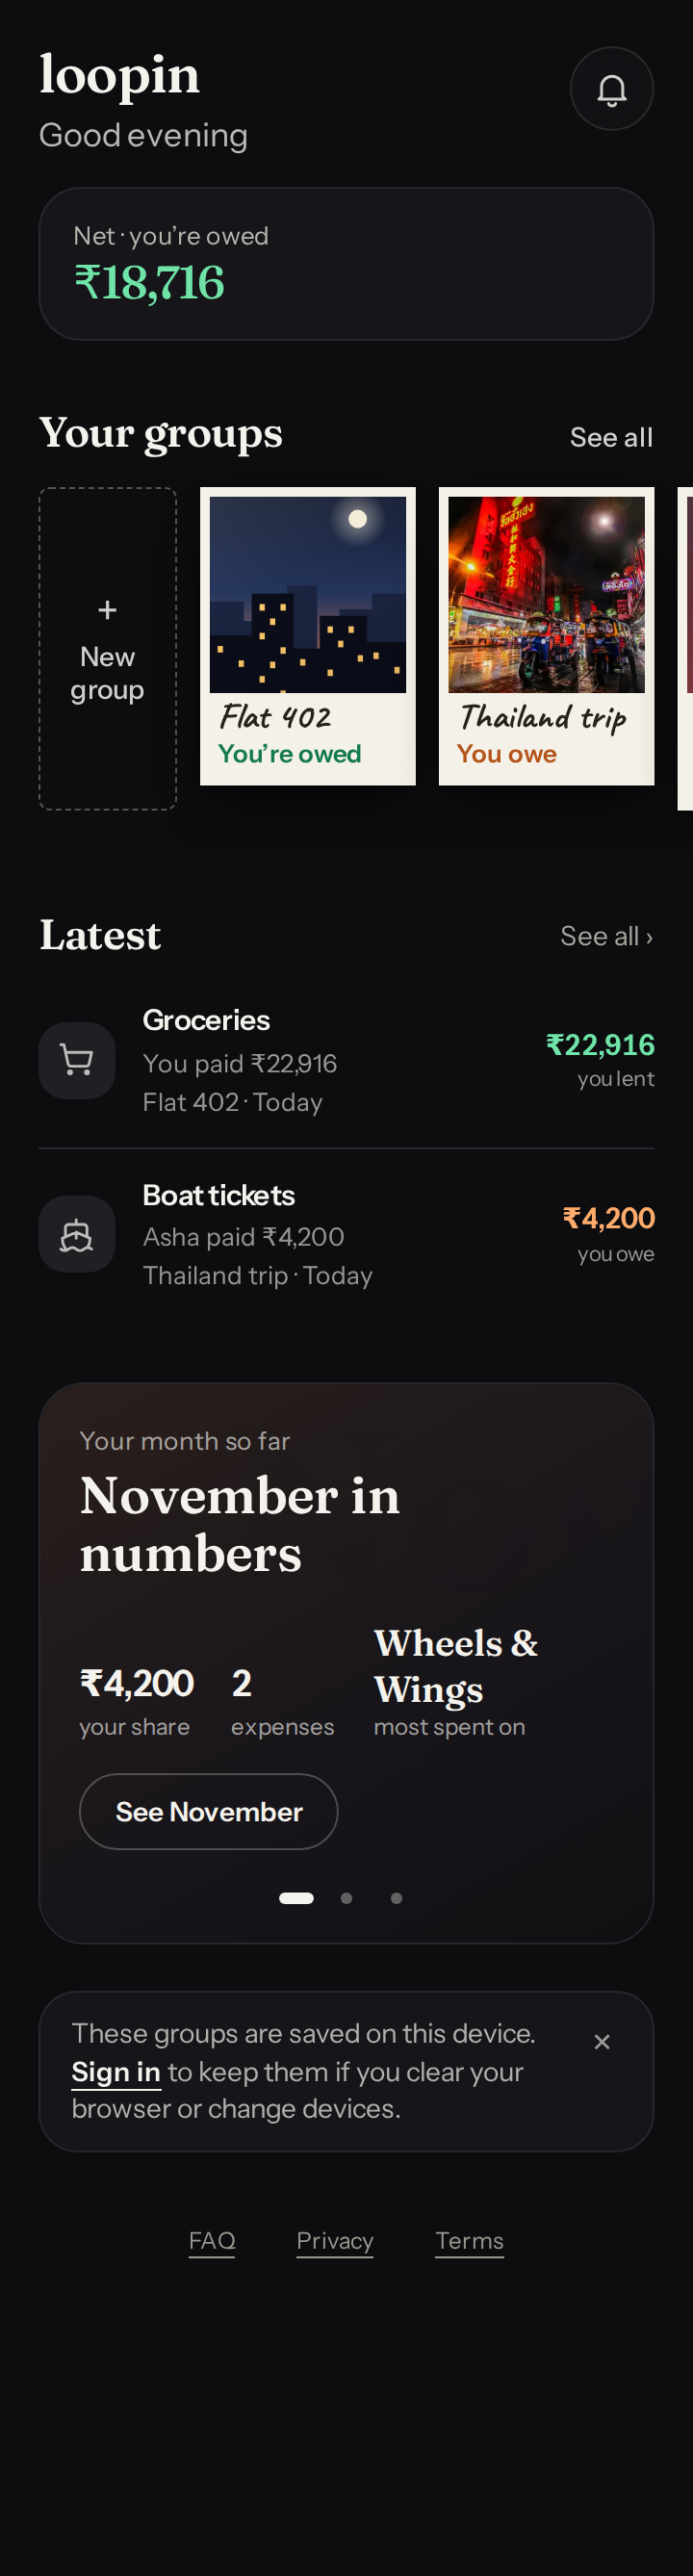 loopin
Good evening
Net · you’re owed
₹18,716
Your groups
See all
+
New
group
Flat 402
You’re owed
Thailand trip
You owe
Latest
See all ›
Groceries
You paid ₹22,916
Flat 402 · Today
₹22,916
you lent
Boat tickets
Asha paid ₹4,200
Thailand trip · Today
₹4,200
you owe
Your month so far
November in
numbers
₹4,200
your share
2
expenses
Wheels &
Wings
most spent on
See November
These groups are saved on this device.
Sign in to keep them if you clear your
browser or change devices.
×
FAQ
Privacy
Terms